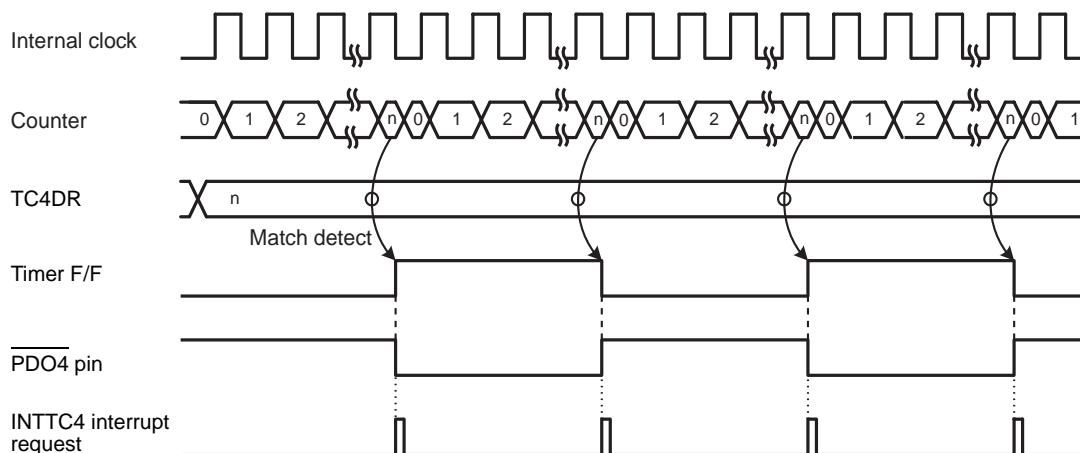 Internal clock
Counter
0 1 2 n 0 1 2 n 0 1 2 n 0 1 2 n 0 1
TC4DR
n
Match detect
Timer F/F
PDO4 pin
INTTC4 interrupt
request